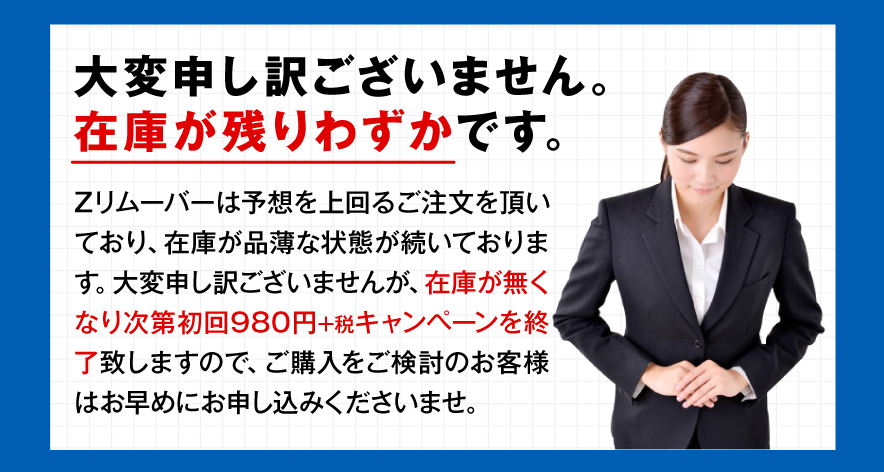 大変申し訳ございません。
在庫が残りわずかです。
Zリムーバーは予想を上回るご注文を頂い
ており、在庫が品薄な状態が続いておりま
す。大変申し訳ございませんが、在庫が無く
なり次第初回980円+税キャンペーンを終
了致しますので、ご購入をご検討のお客様
はお早めにお申し込みくださいませ。